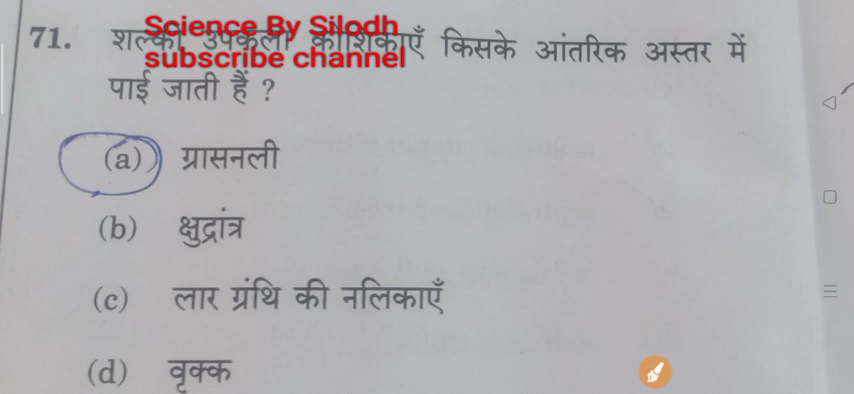 Science By Silodh
subscribe channel
71. शल्की उपकला कोशिकाएँ किसके आंतरिक अस्तर में
पाई जाती हैं ?
(a) ग्रासनली
(b) क्षुद्रांत्र
(c) लार ग्रंथि की नलिकाएँ
(d) वृक्क